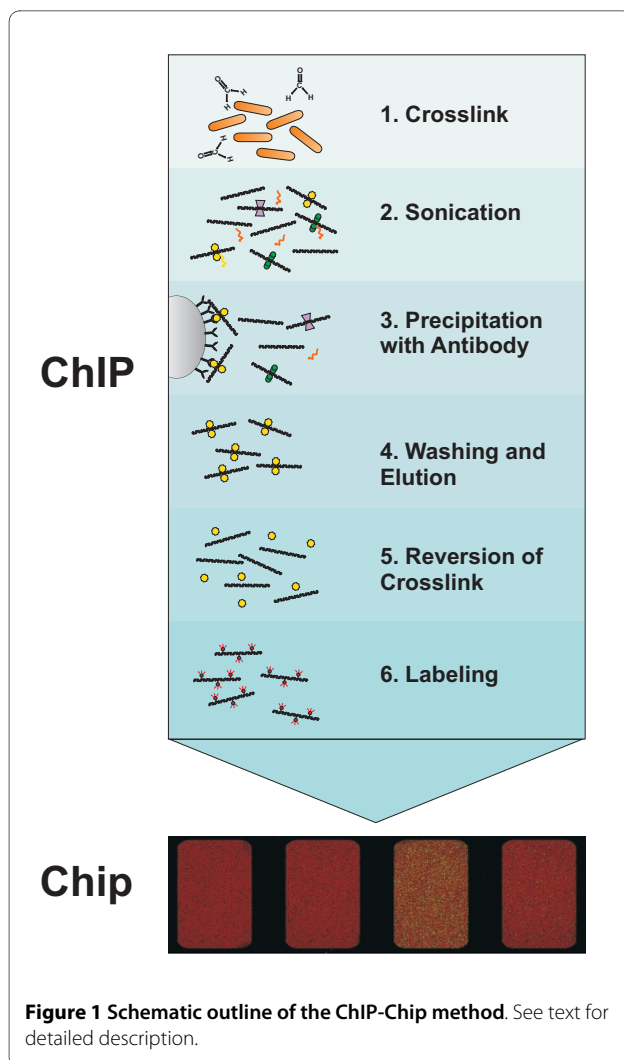 ChIP
1. Crosslink
2. Sonication
3. Precipitation
with Antibody
4. Washing and
Elution
5. Reversion of
Crosslink
6. Labeling
Chip
O
C
H
H
O
C
H
H
O
C
H
H
Figure 1 Schematic outline of the ChIP-Chip method. See text for
detailed description.